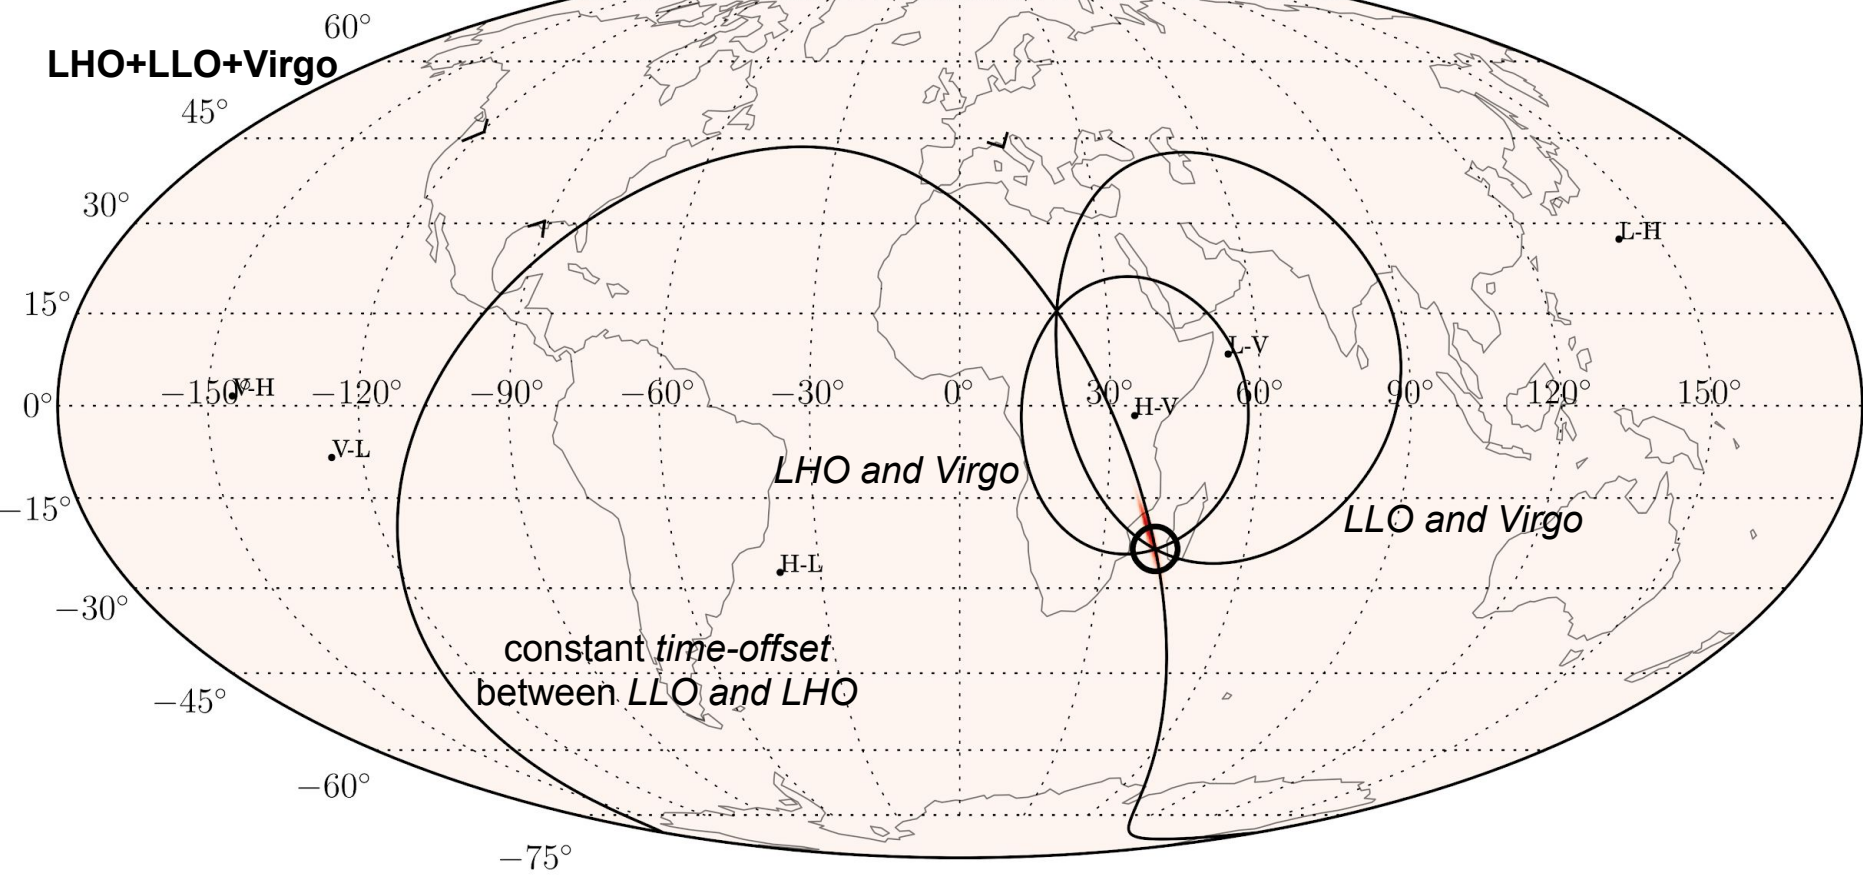 60°
LHO+LLO+Virgo
45°
30°
L-H
15°
L-V
0°
−150°
V-H
−120°
−90°
−60°
−30°
0°
30°
H-V
60°
90°
120°
150°
V-L
LHO and Virgo
−15°
LLO and Virgo
H-L
−30°
constant time-offset
between LLO and LHO
−45°
−60°
−75°